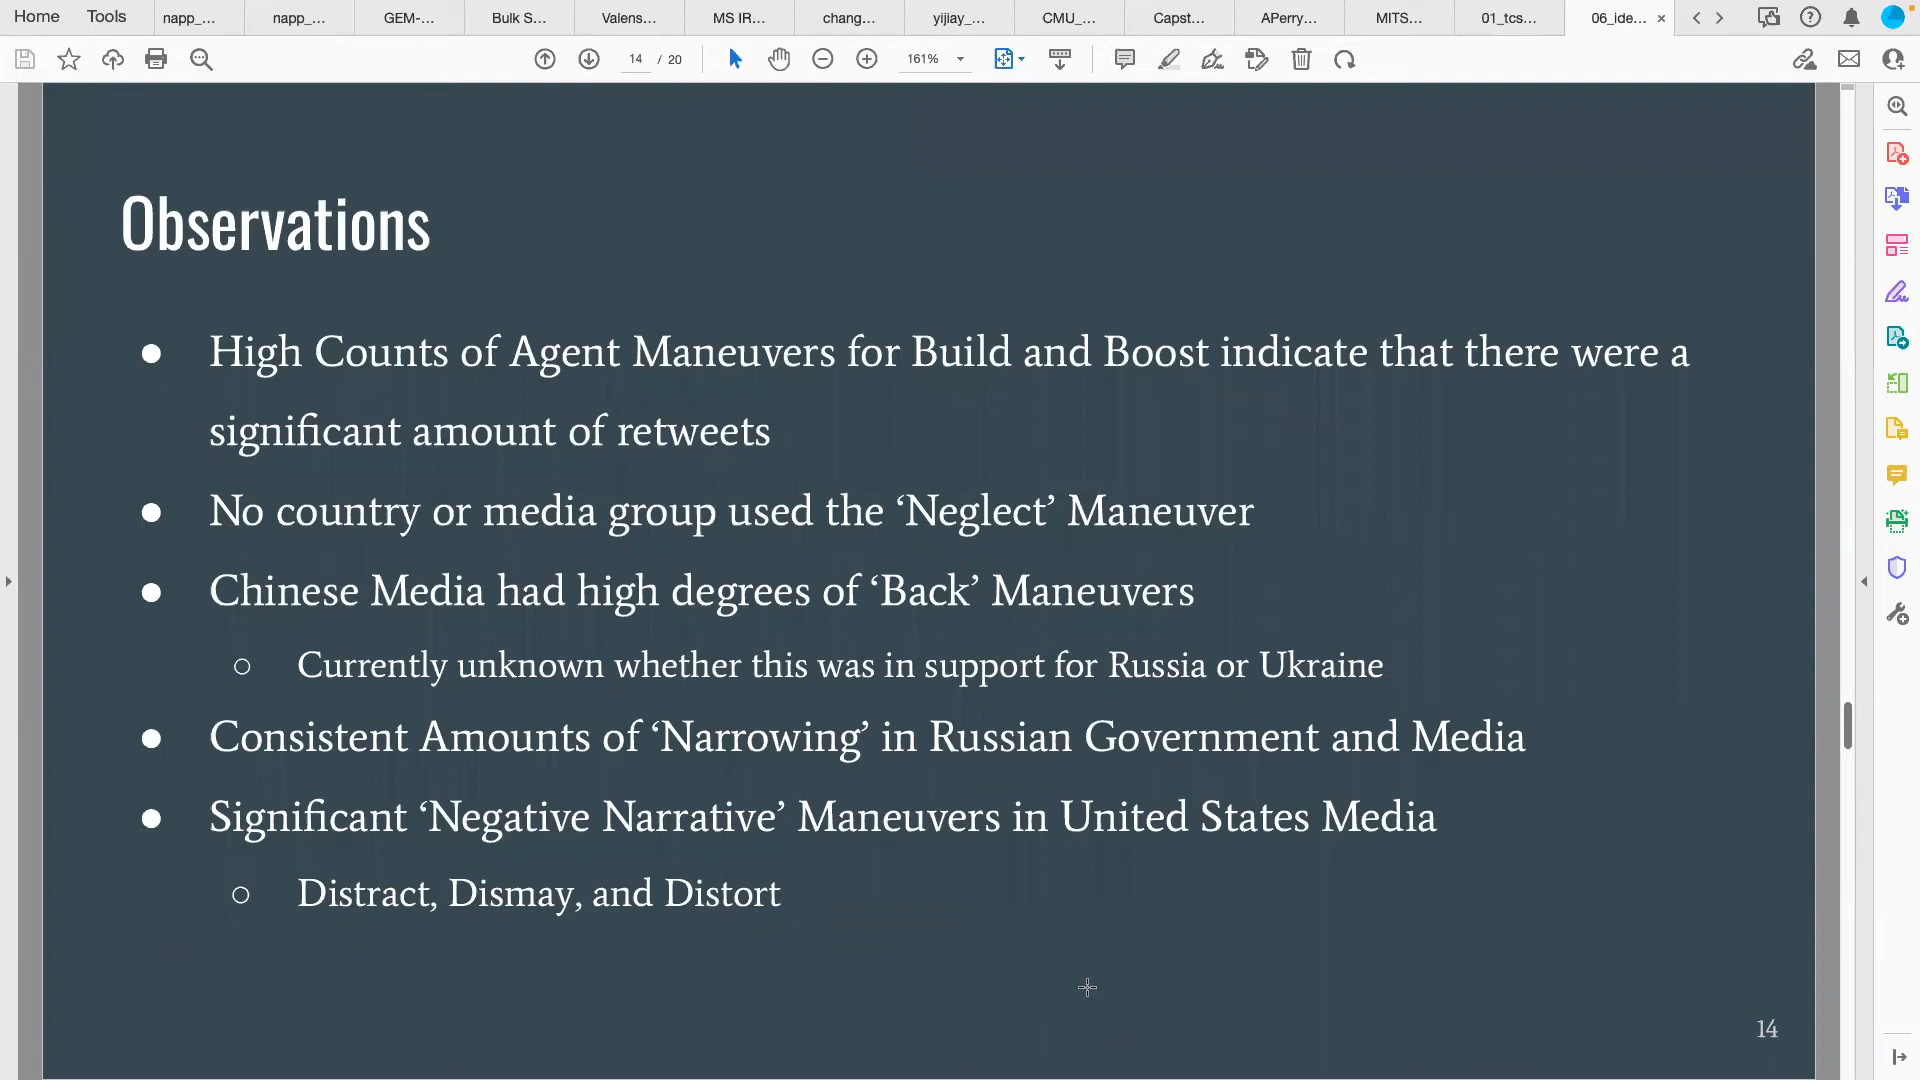 Home
Tools
napp_...
napp_...
GEM-...
Bulk S...
Valens...
MS IR...
chang...
yijiay_...
CMU_...
Capst...
APerry...
MITS...
01_tcs...
06_ide...
14 / 20
161%
Observations
● High Counts of Agent Maneuvers for Build and Boost indicate that there were a
significant amount of retweets
● No country or media group used the ‘Neglect’ Maneuver
● Chinese Media had high degrees of ‘Back’ Maneuvers
○ Currently unknown whether this was in support for Russia or Ukraine
● Consistent Amounts of ‘Narrowing’ in Russian Government and Media
● Significant ‘Negative Narrative’ Maneuvers in United States Media
○ Distract, Dismay, and Distort
14